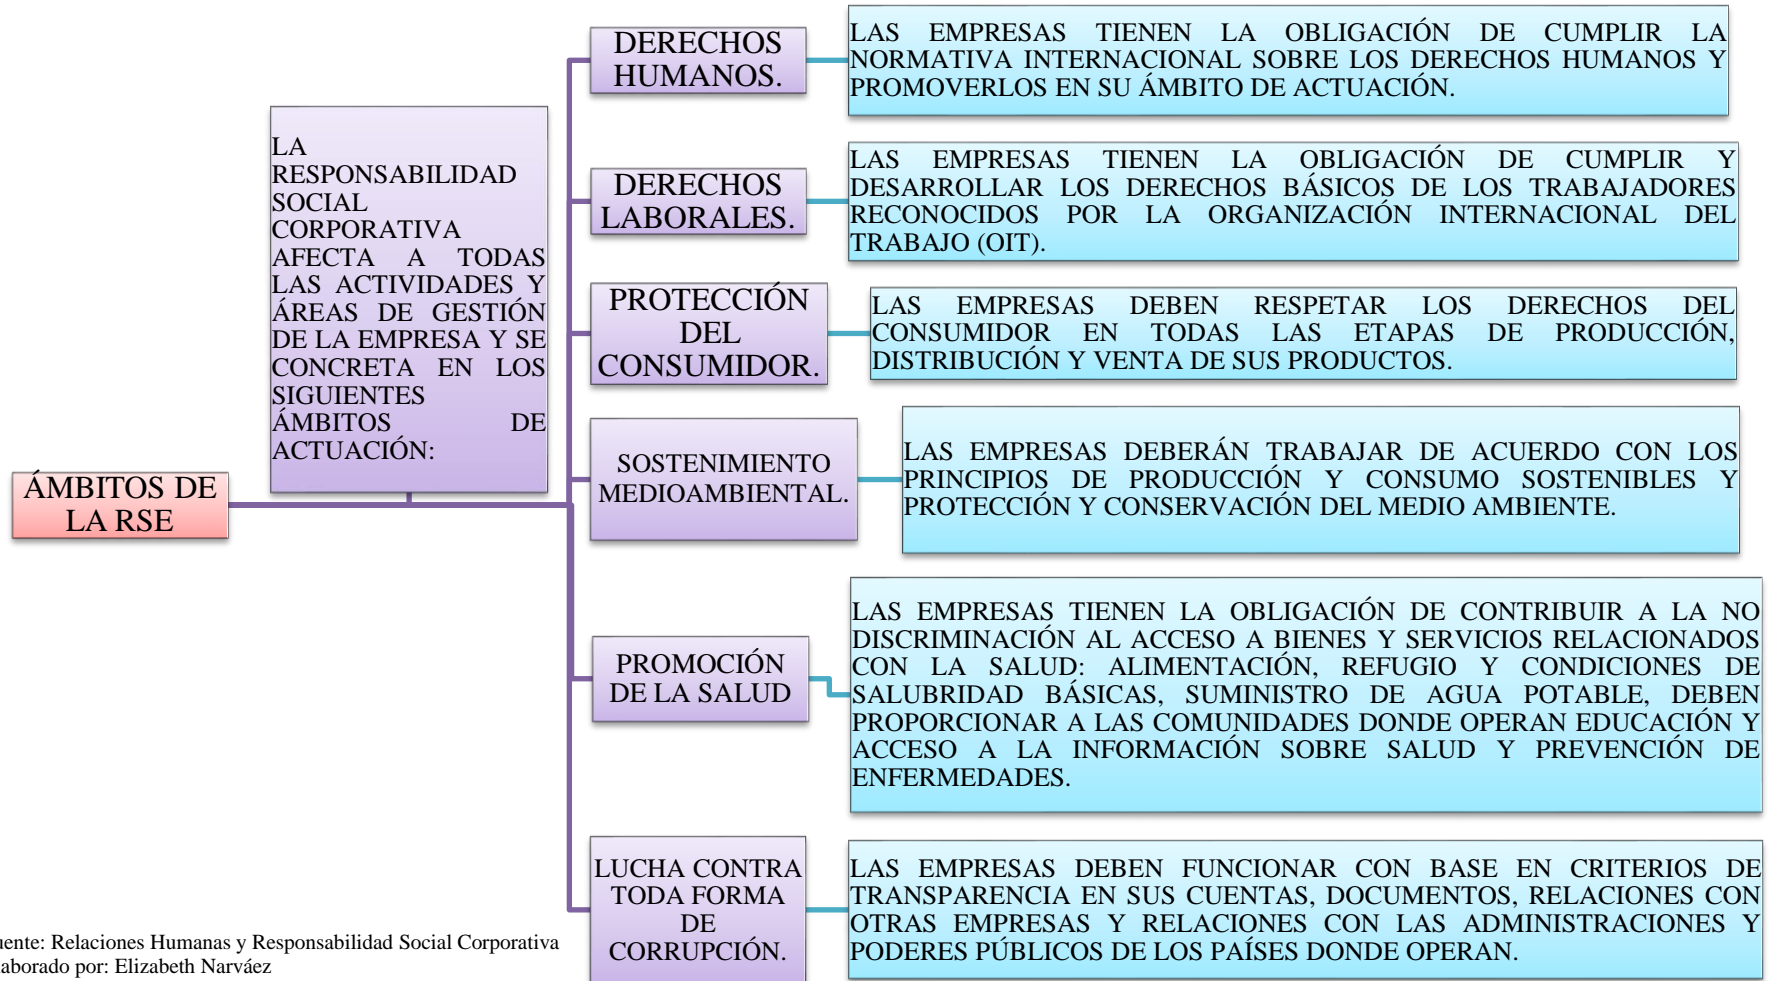 ÁMBITOS DE
LA RSE
LA
RESPONSABILIDAD
SOCIAL
CORPORATIVA
AFECTA A TODAS
LAS ACTIVIDADES Y
ÁREAS DE GESTIÓN
DE LA EMPRESA Y SE
CONCRETA EN LOS
SIGUIENTES
ÁMBITOS DE
ACTUACIÓN:
DERECHOS
HUMANOS.
LAS EMPRESAS TIENEN LA OBLIGACIÓN DE CUMPLIR LA
NORMATIVA INTERNACIONAL SOBRE LOS DERECHOS HUMANOS Y
PROMOVERLOS EN SU ÁMBITO DE ACTUACIÓN.
DERECHOS
LABORALES.
LAS EMPRESAS TIENEN LA OBLIGACIÓN DE CUMPLIR Y
DESARROLLAR LOS DERECHOS BÁSICOS DE LOS TRABAJADORES
RECONOCIDOS POR LA ORGANIZACIÓN INTERNACIONAL DEL
TRABAJO (OIT).
PROTECCIÓN
DEL
CONSUMIDOR.
LAS EMPRESAS DEBEN RESPETAR LOS DERECHOS DEL
CONSUMIDOR EN TODAS LAS ETAPAS DE PRODUCCIÓN,
DISTRIBUCIÓN Y VENTA DE SUS PRODUCTOS.
SOSTENIMIENTO
MEDIOAMBIENTAL.
LAS EMPRESAS DEBERÁN TRABAJAR DE ACUERDO CON LOS
PRINCIPIOS DE PRODUCCIÓN Y CONSUMO SOSTENIBLES Y
PROTECCIÓN Y CONSERVACIÓN DEL MEDIO AMBIENTE.
PROMOCIÓN
DE LA SALUD
LAS EMPRESAS TIENEN LA OBLIGACIÓN DE CONTRIBUIR A LA NO
DISCRIMINACIÓN AL ACCESO A BIENES Y SERVICIOS RELACIONADOS
CON LA SALUD: ALIMENTACIÓN, REFUGIO Y CONDICIONES DE
SALUBRIDAD BÁSICAS, SUMINISTRO DE AGUA POTABLE, DEBEN
PROPORCIONAR A LAS COMUNIDADES DONDE OPERAN EDUCACIÓN Y
ACCESO A LA INFORMACIÓN SOBRE SALUD Y PREVENCIÓN DE
ENFERMEDADES.
LUCHA CONTRA
TODA FORMA
DE
CORRUPCIÓN.
LAS EMPRESAS DEBEN FUNCIONAR CON BASE EN CRITERIOS DE
TRANSPARENCIA EN SUS CUENTAS, DOCUMENTOS, RELACIONES CON
OTRAS EMPRESAS Y RELACIONES CON LAS ADMINISTRACIONES Y
PODERES PÚBLICOS DE LOS PAÍSES DONDE OPERAN.
uente: Relaciones Humanas y Responsabilidad Social Corporativa
aborado por: Elizabeth Narváez